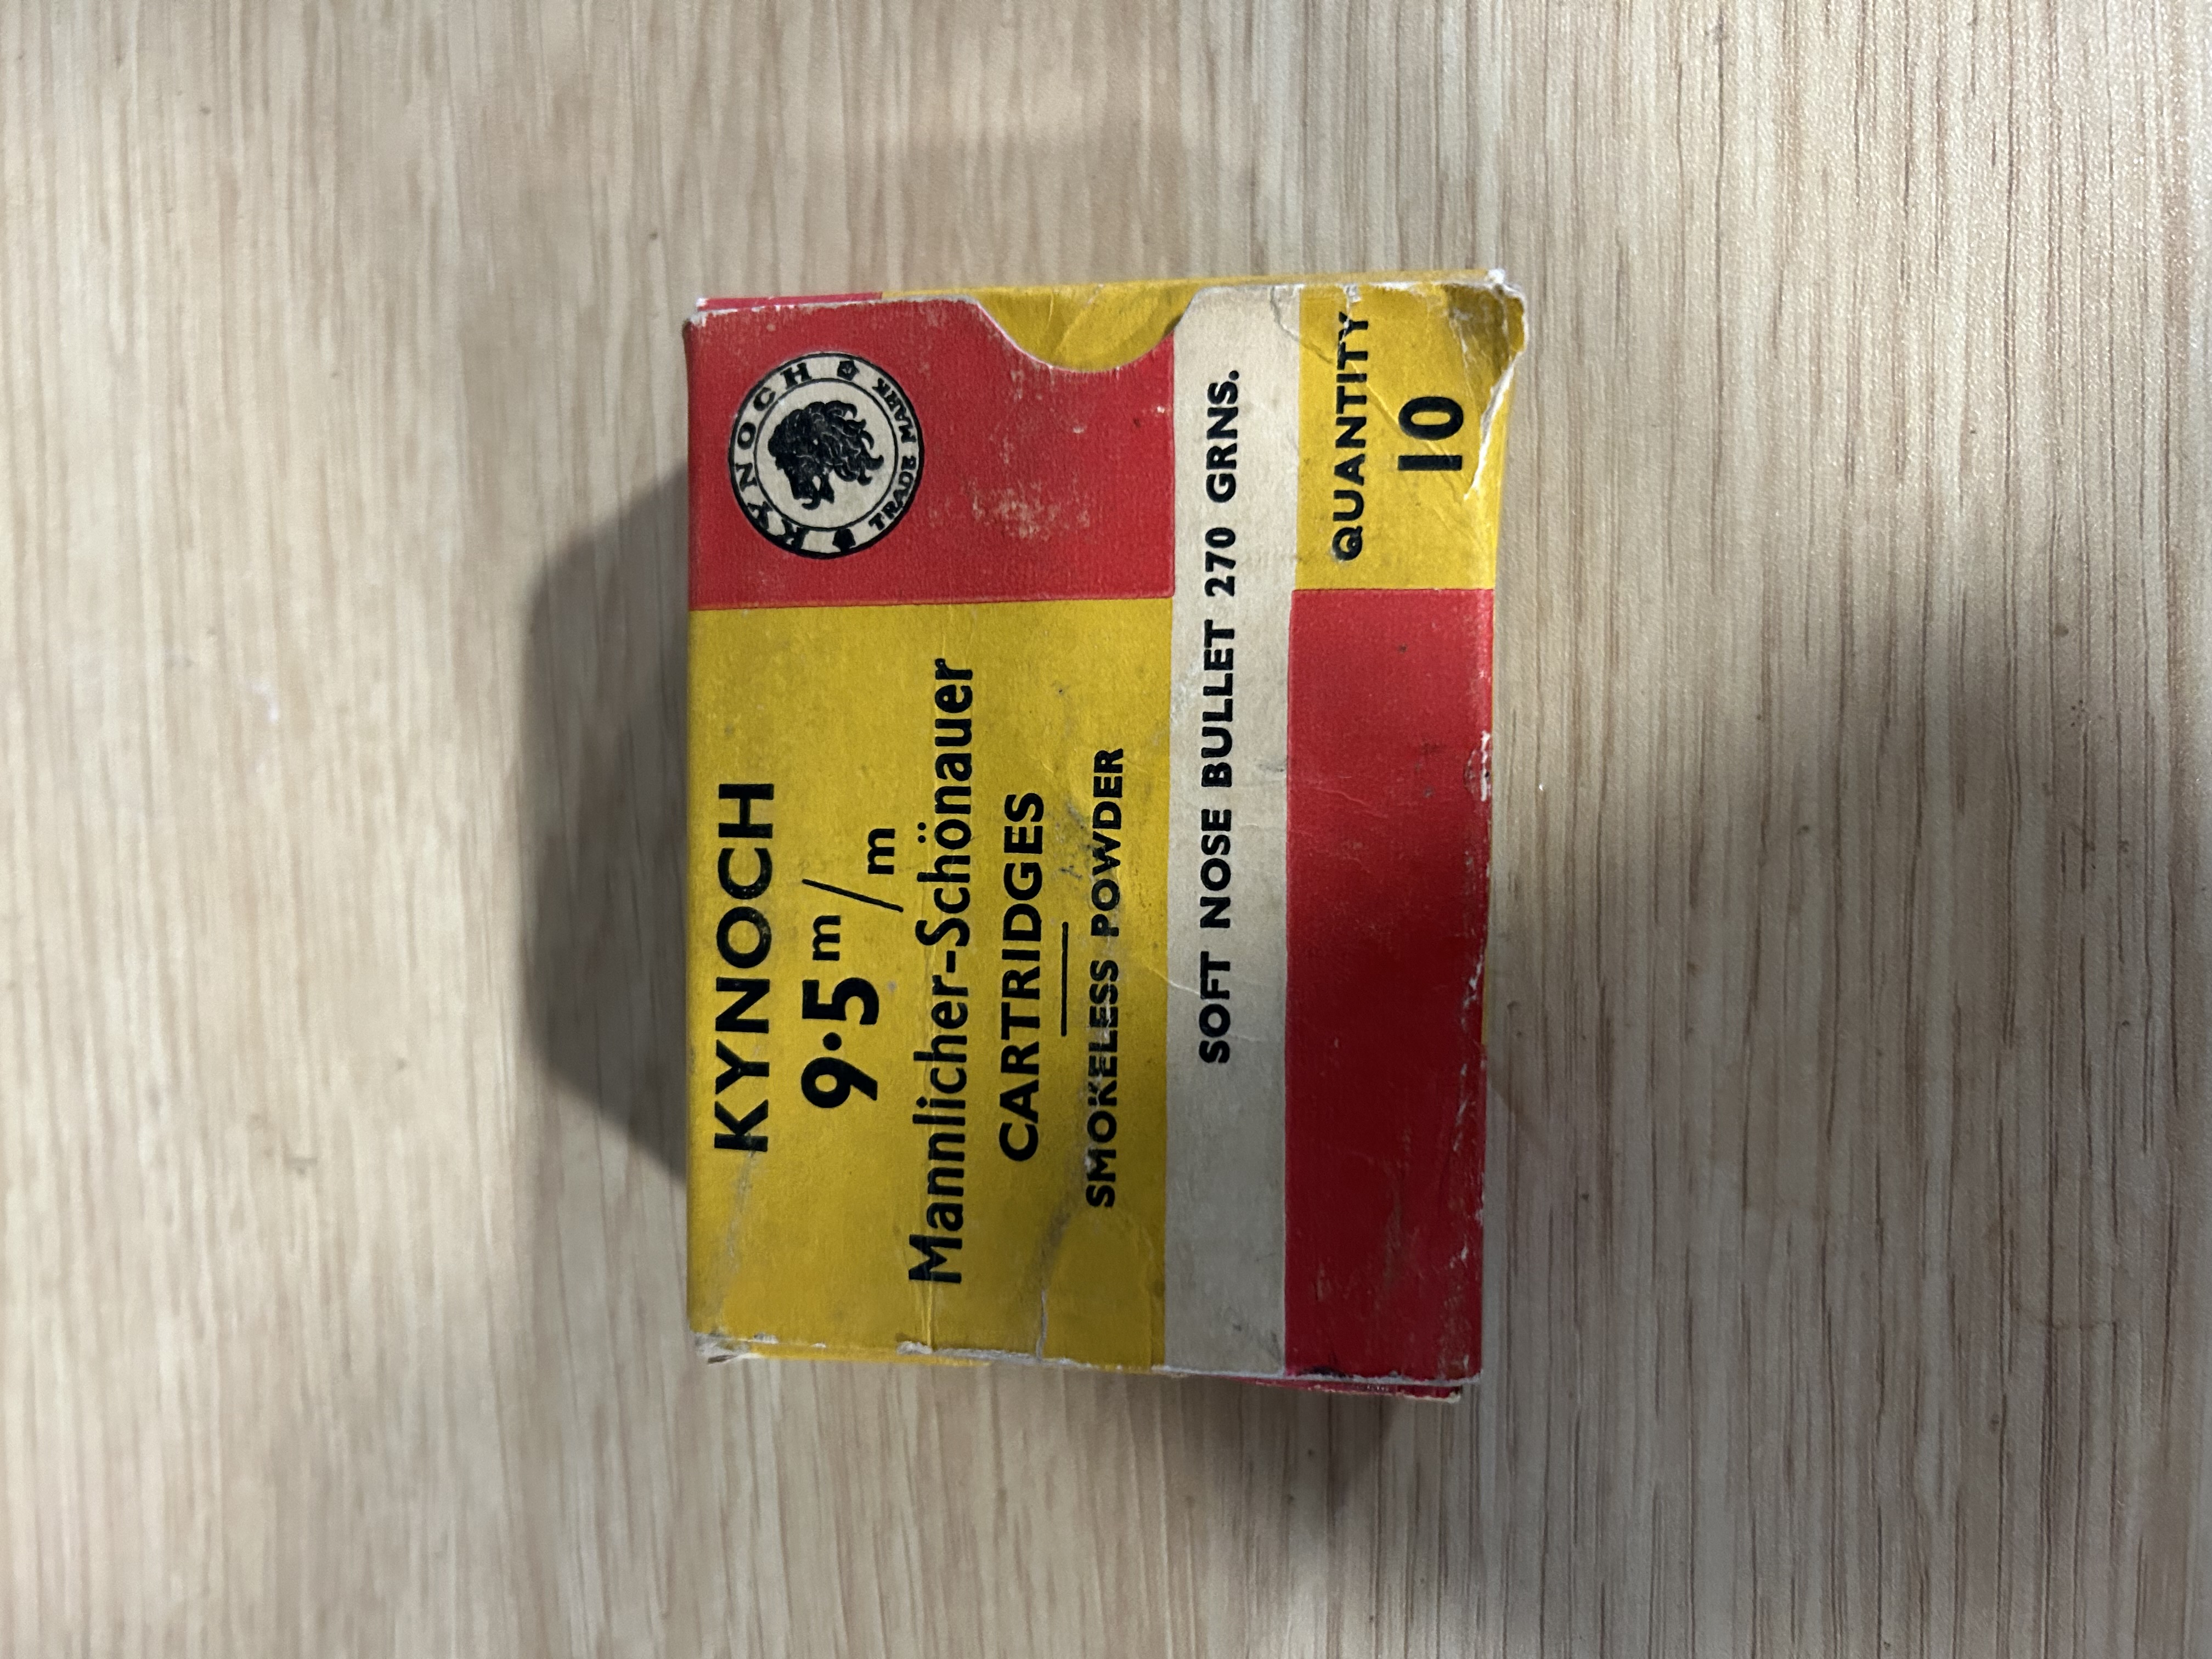 KYNOCH
TRADE MARK
KYNOCH
9·5 m/m
Mannlicher-Schönauer
CARTRIDGES
SMOKELESS POWDER
SOFT NOSE BULLET 270 GRNS.
QUANTITY
10